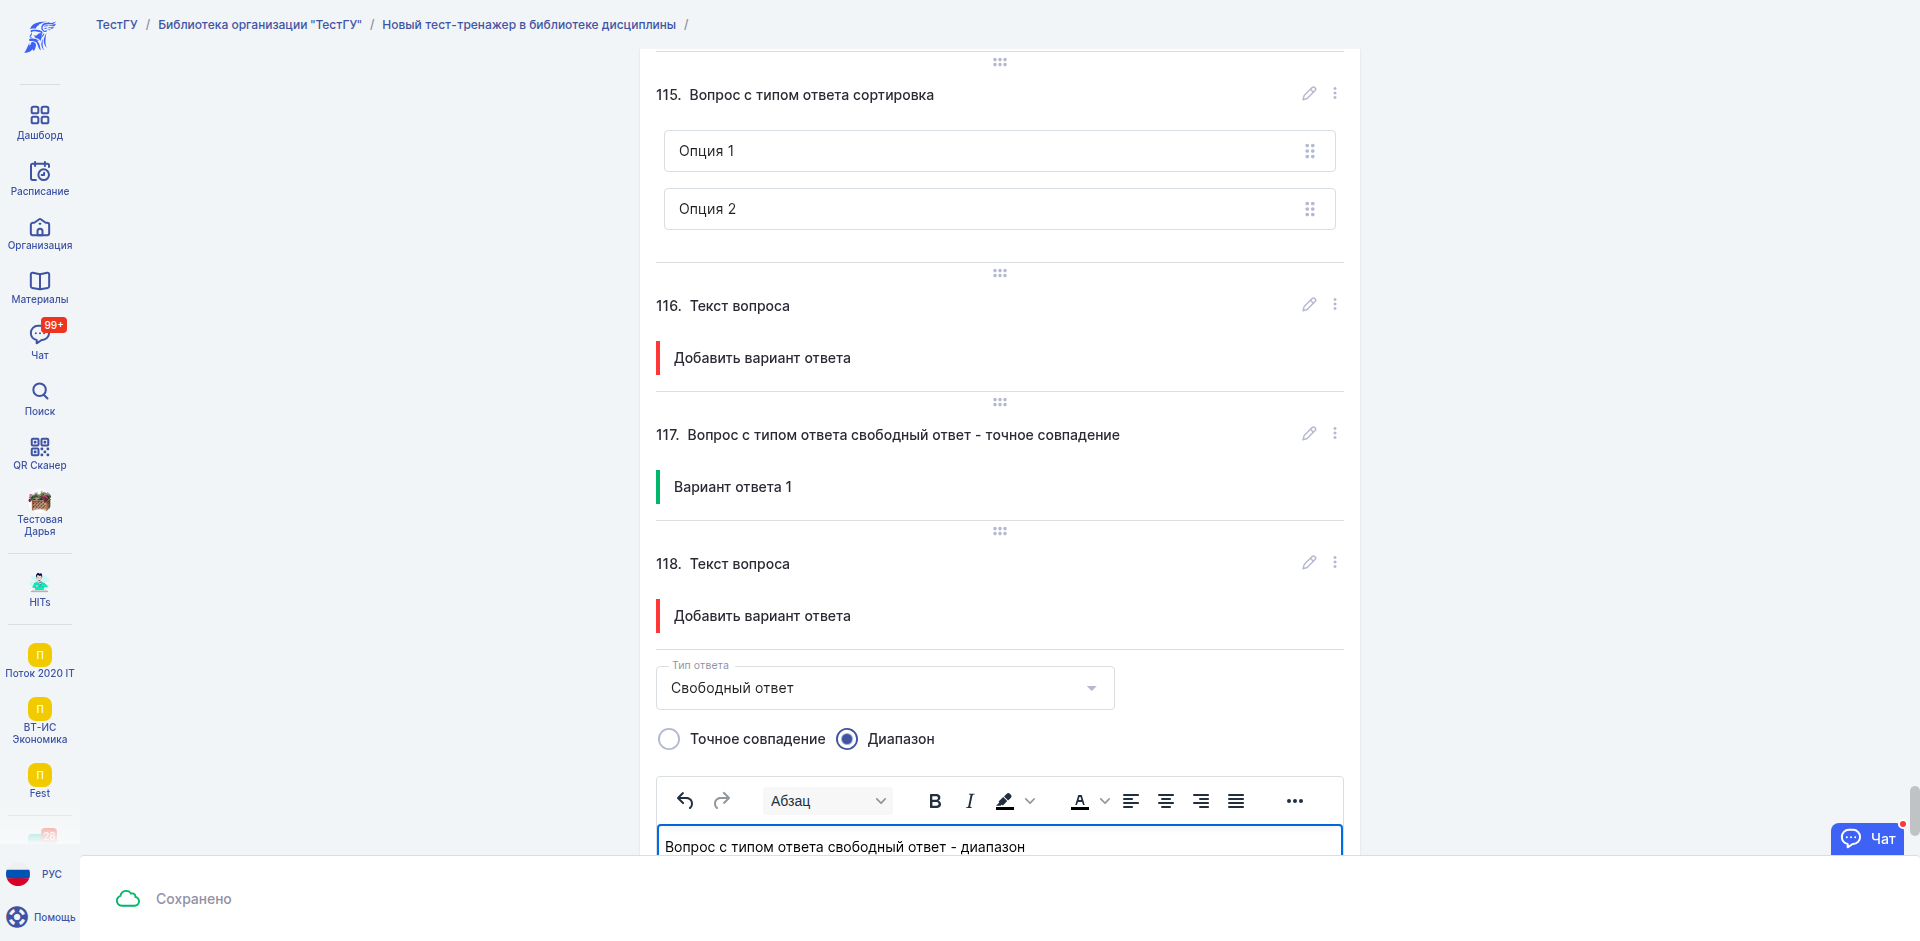 ТестГУ / Библиотека организации "ТестГУ" / Новый тест-тренажер в библиотеке дисциплины /
Дашборд
Расписание
Организация
Материалы
99+
Чат
Поиск
QR Сканер
Тестовая
Дарья
HITs
П
Поток 2020 IT
П
ВТ-ИС
Экономика
П
Fest
28
РУС
Помощь
115. Вопрос с типом ответа сортировка
Опция 1
Опция 2
116. Текст вопроса
Добавить вариант ответа
117. Вопрос с типом ответа свободный ответ - точное совпадение
Вариант ответа 1
118. Текст вопроса
Добавить вариант ответа
Тип ответа
Свободный ответ
Точное совпадение Диапазон
Абзац B I A
Вопрос с типом ответа свободный ответ - диапазон
Чат
Сохранено